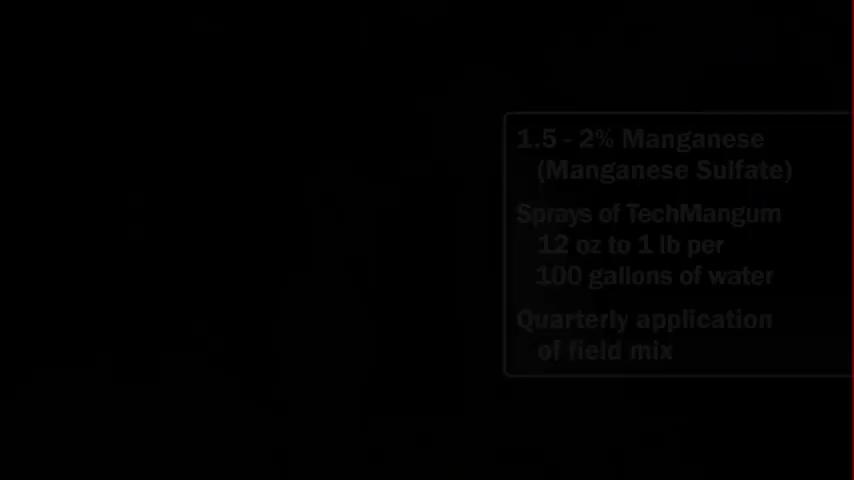 1.5 - 2% Manganese
(Manganese Sulfate)
Sprays of TechMangum
12 oz to 1 lb per
100 gallons of water
Quarterly application
of field mix